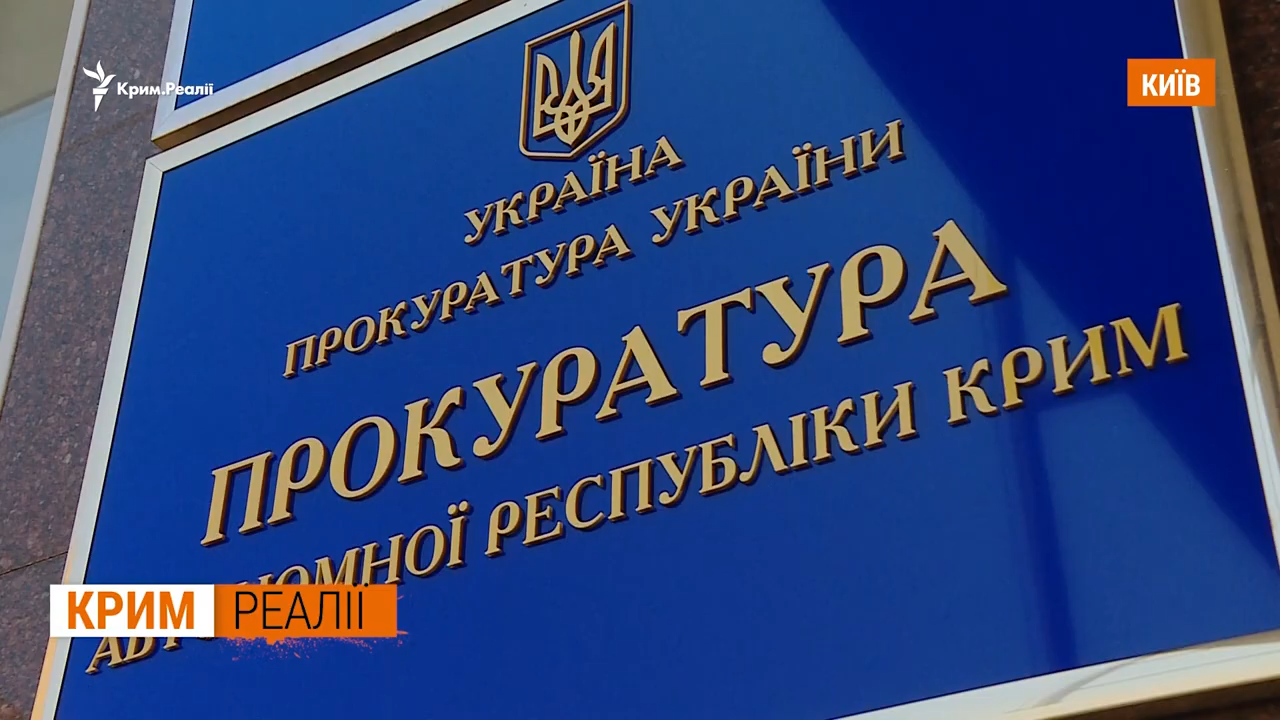 Крим.Реалії
КИЇВ
УКРАЇНА
ПРОКУРАТУРА УКРАЇНИ
ПРОКУРАТУРА
РЕСПУБЛІКИ КРИМ
КРИМ РЕАЛІЇ